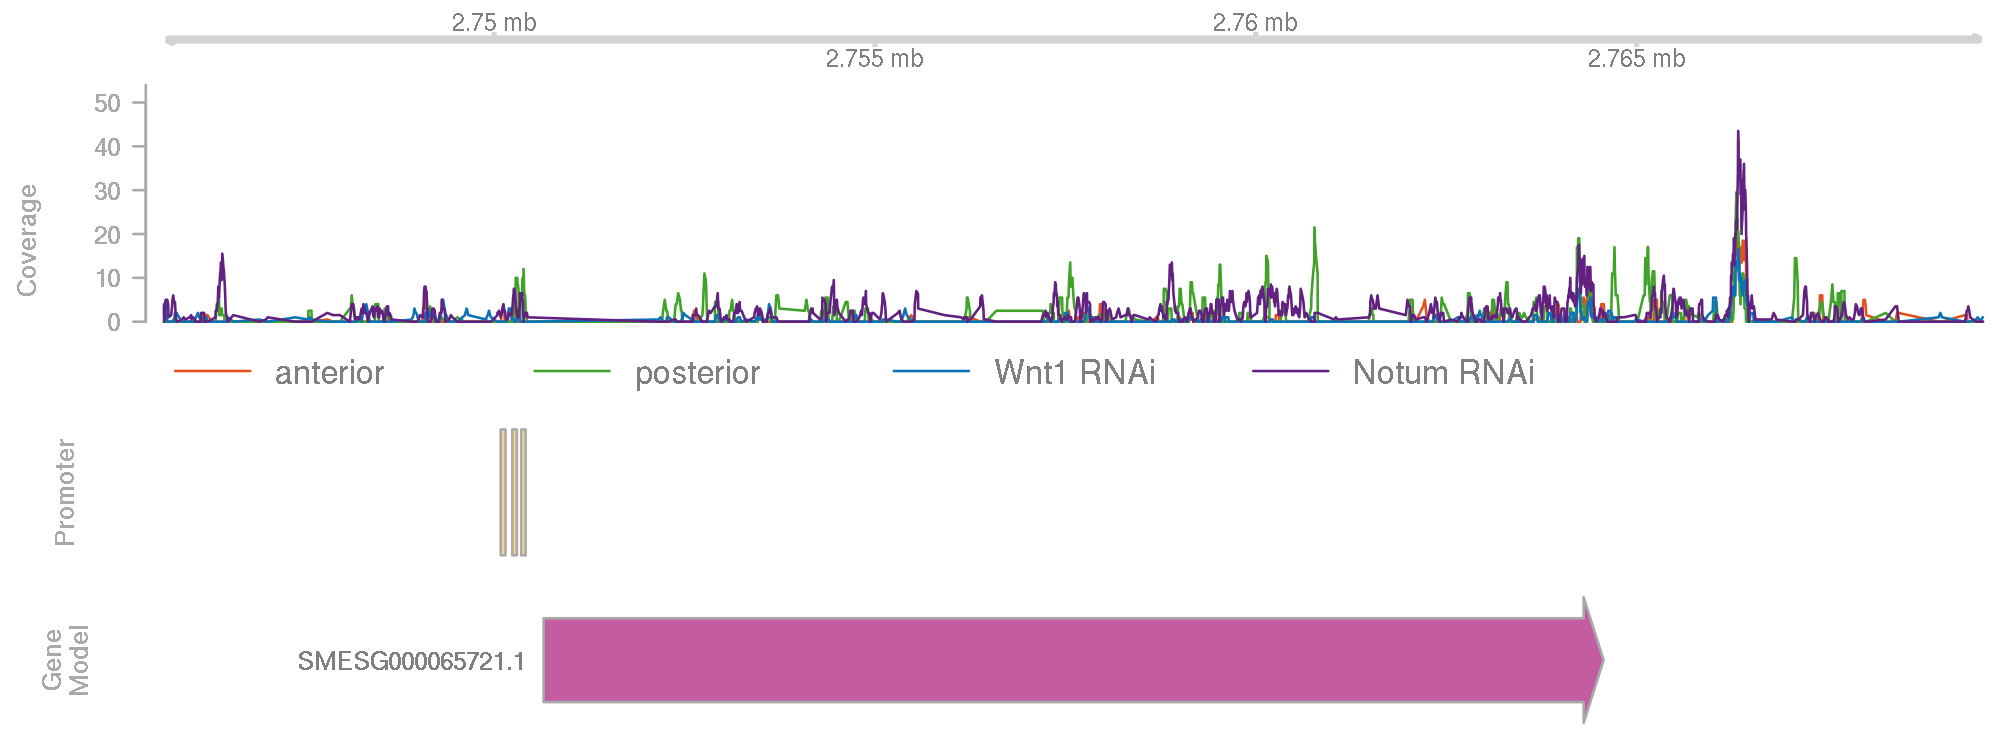 2.75 mb
2.76 mb
2.755 mb
2.765 mb
Coverage
50
40
30
20
10
0
anterior
posterior
Wnt1 RNAi
Notum RNAi
Promoter
Gene
Model
SMESG000065721.1